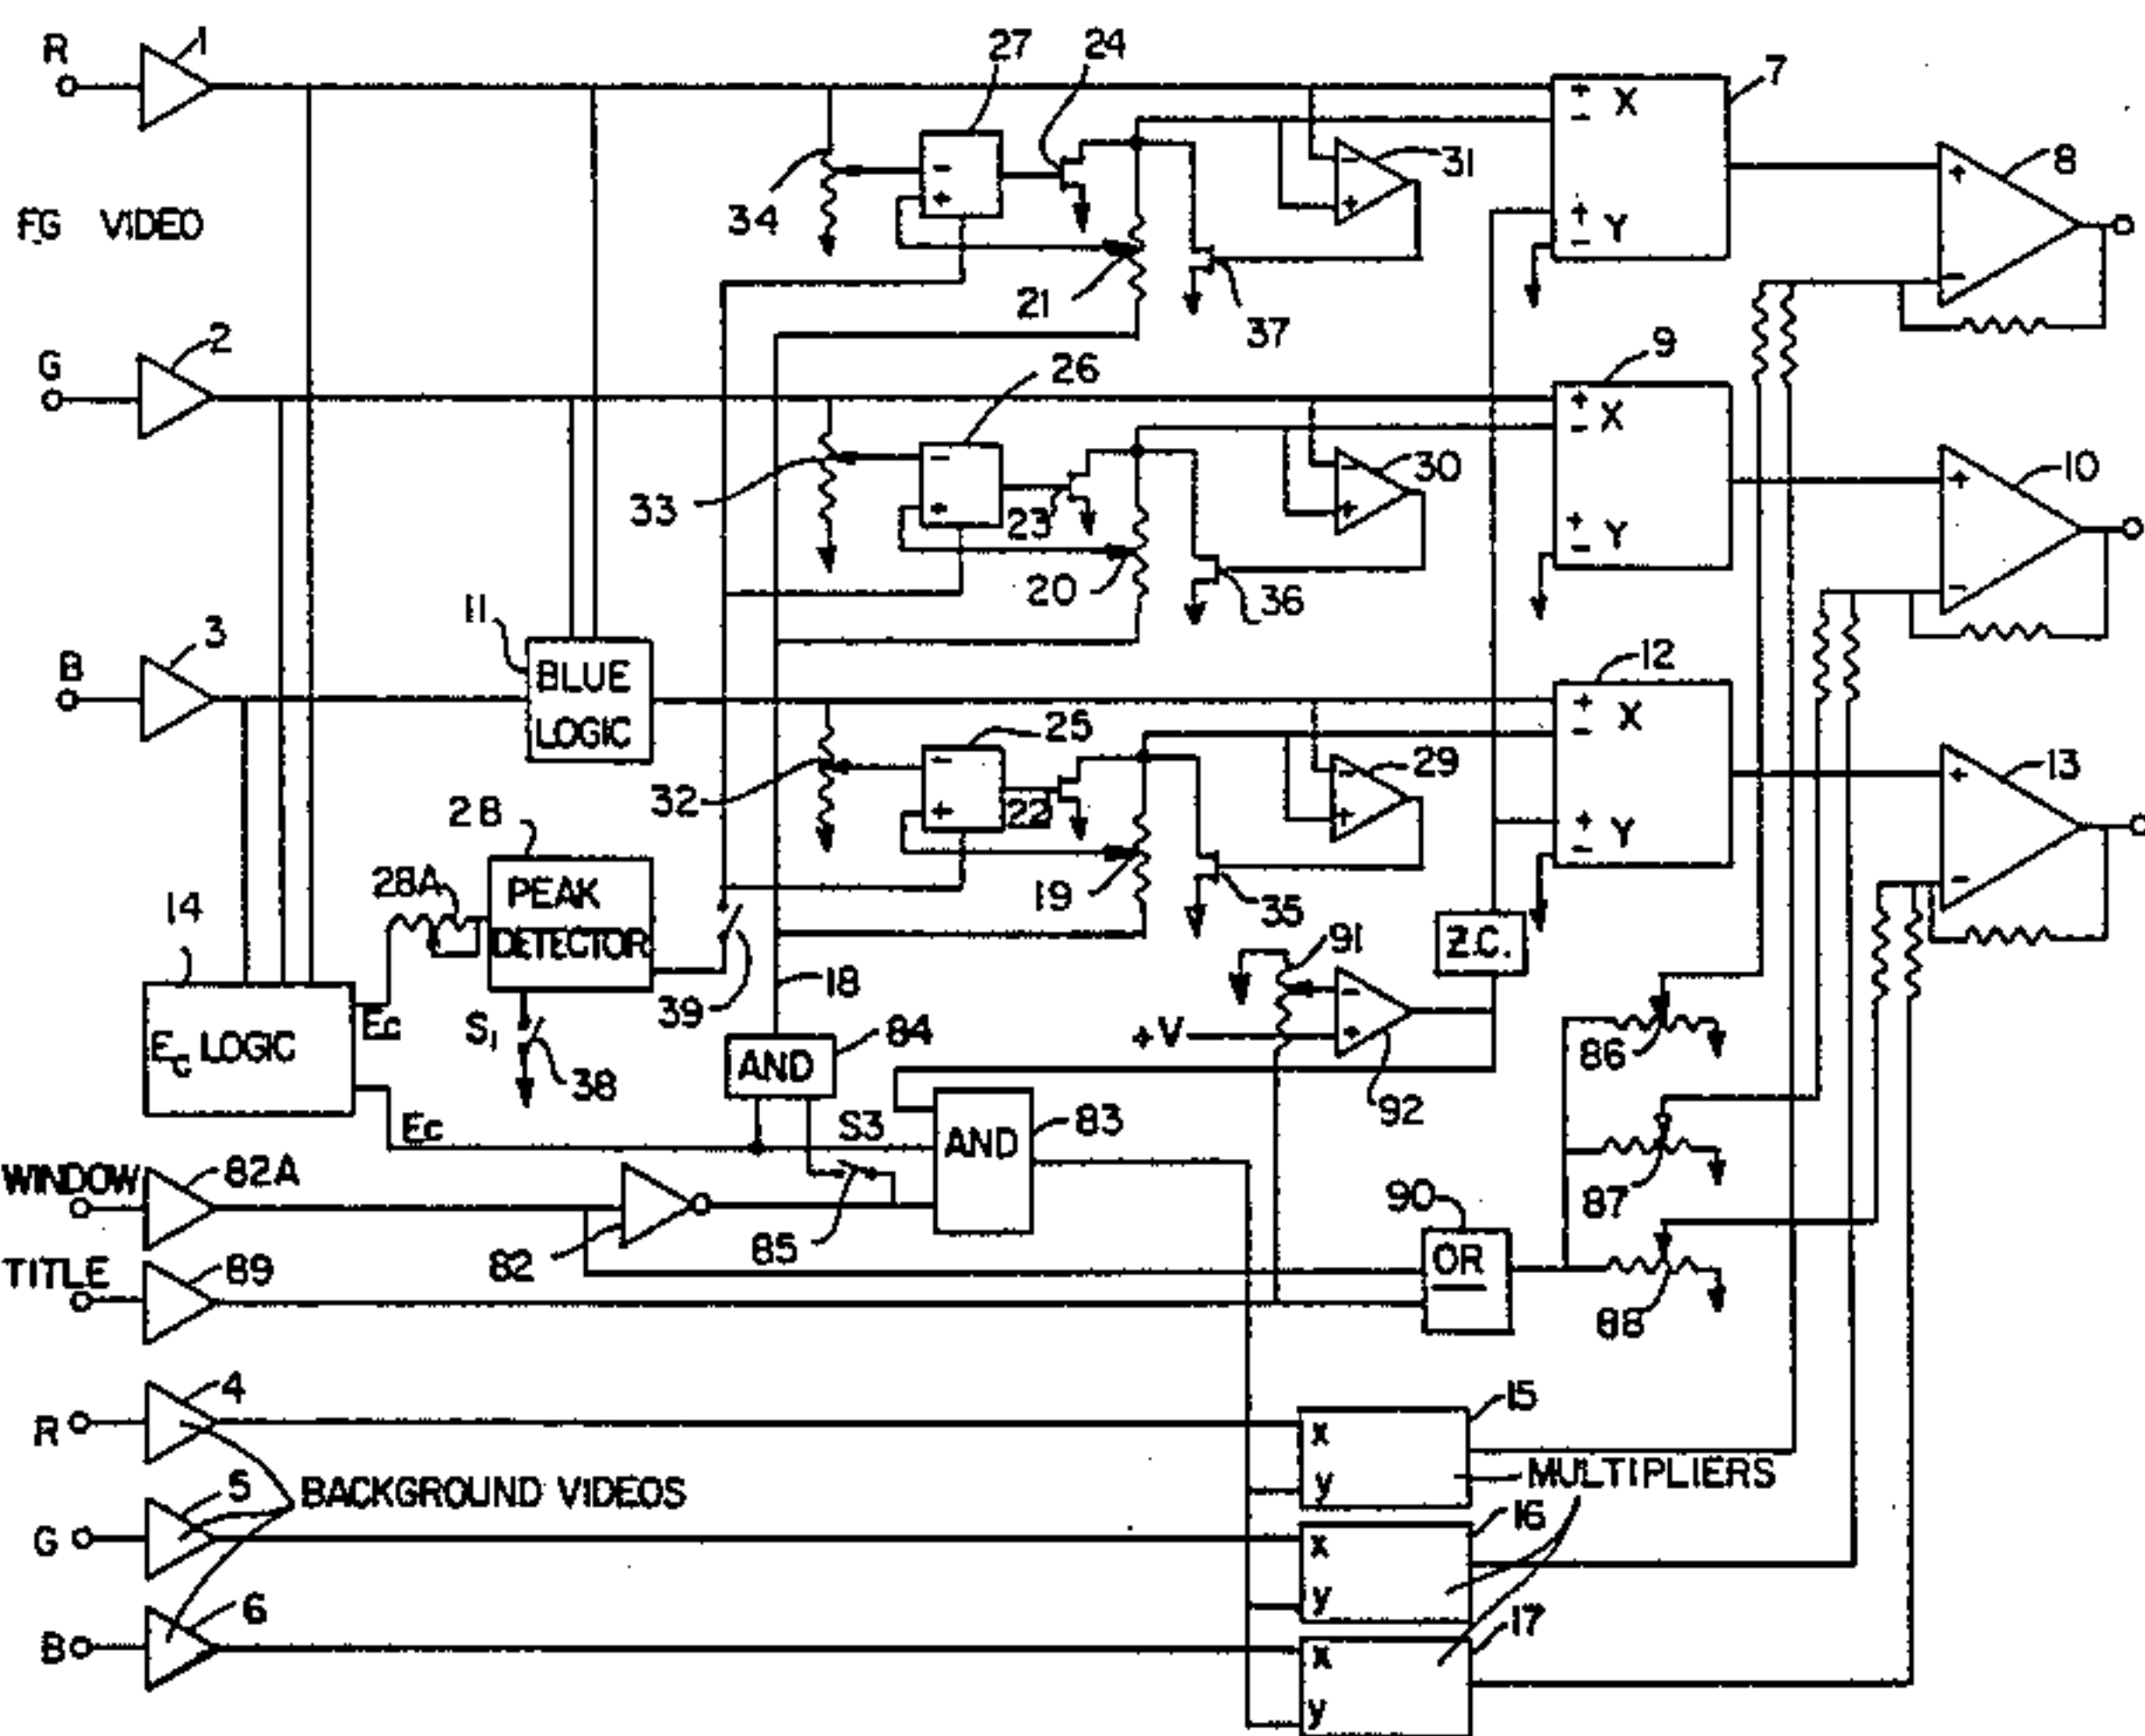 R
1
27
24
7
+ X
-
8
+
-
34
-
+
31
-
+
FG VIDEO
+ Y
-
21
37
G
2
26
9
+ X
-
10
+
-
33
-
+
23
30
-
+
+ Y
-
20
36
B
3
11
BLUE
LOGIC
12
+ X
-
25
-
+
22
29
-
+
13
+
-
32
+ Y
-
28
28A
PEAK
DETECTOR
19
35
14
Ec
39
18
91
Z.C.
EC LOGIC
S1
38
AND
84
+V
-
+
92
86
Ec
S3
AND
83
WINDOW
82A
82
85
90
OR
87
TITLE
89
88
R
4
x
y
15
BACKGROUND VIDEOS
MULTIPLIERS
G
5
x
y
16
B
6
x
y
17